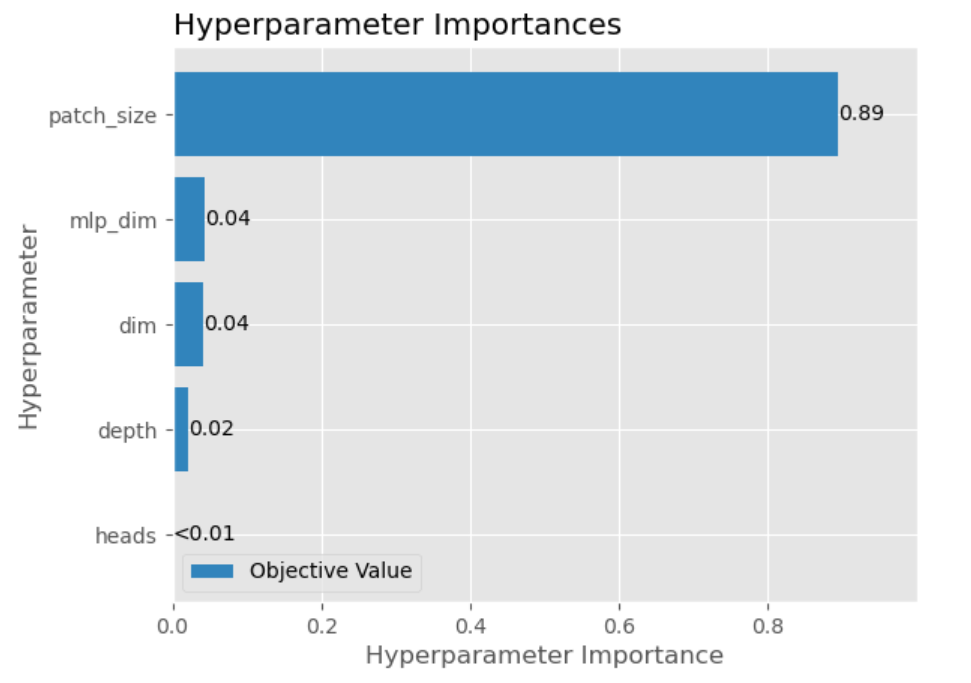 Hyperparameter Importances
patch_size
0.89
mlp_dim
0.04
dim
0.04
depth
0.02
heads
<0.01
Objective Value
0.0 0.2 0.4 0.6 0.8
Hyperparameter Importance
Hyperparameter